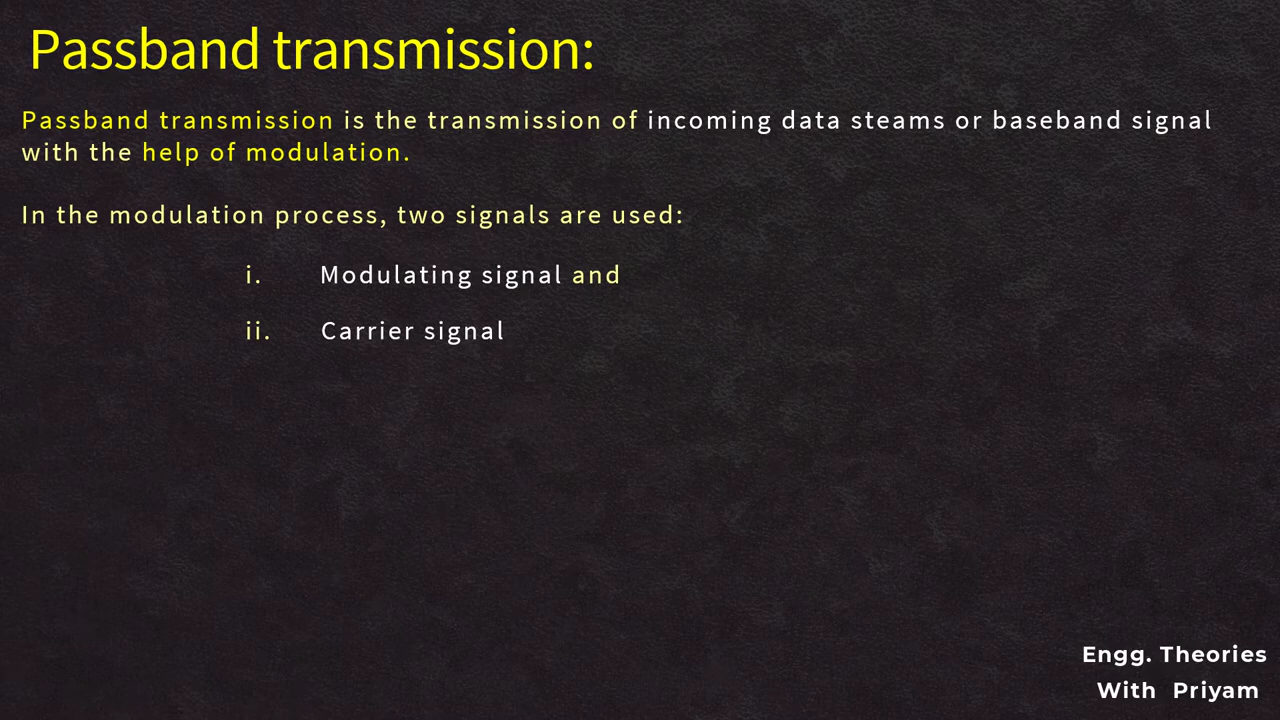 Passband transmission:
Passband transmission is the transmission of incoming data steams or baseband signal
with the help of modulation.
In the modulation process, two signals are used:
i. Modulating signal and
ii. Carrier signal
Engg. Theories
With Priyam